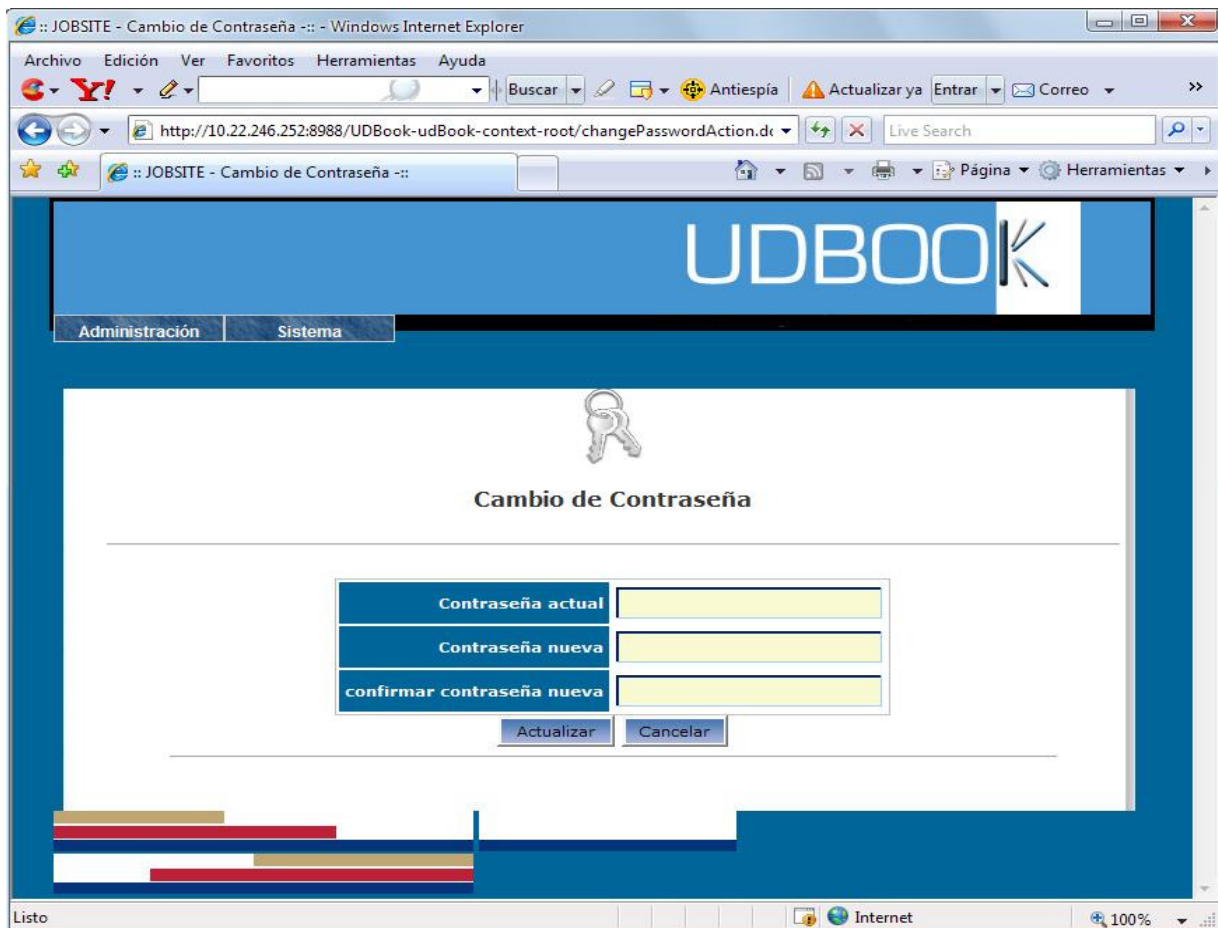 :: JOBSITE - Cambio de Contraseña -:: - Windows Internet Explorer
Archivo Edición Ver Favoritos Herramientas Ayuda
Y! Buscar Antiespía Actualizar ya Entrar Correo
http://10.22.246.252:8988/UDBook-udBook-context-root/changePasswordAction.do Live Search
:: JOBSITE - Cambio de Contraseña -:: Página Herramientas
UDBOOK
Administración Sistema
Cambio de Contraseña
Contraseña actual
Contraseña nueva
confirmar contraseña nueva
Actualizar Cancelar
Listo Internet 100%